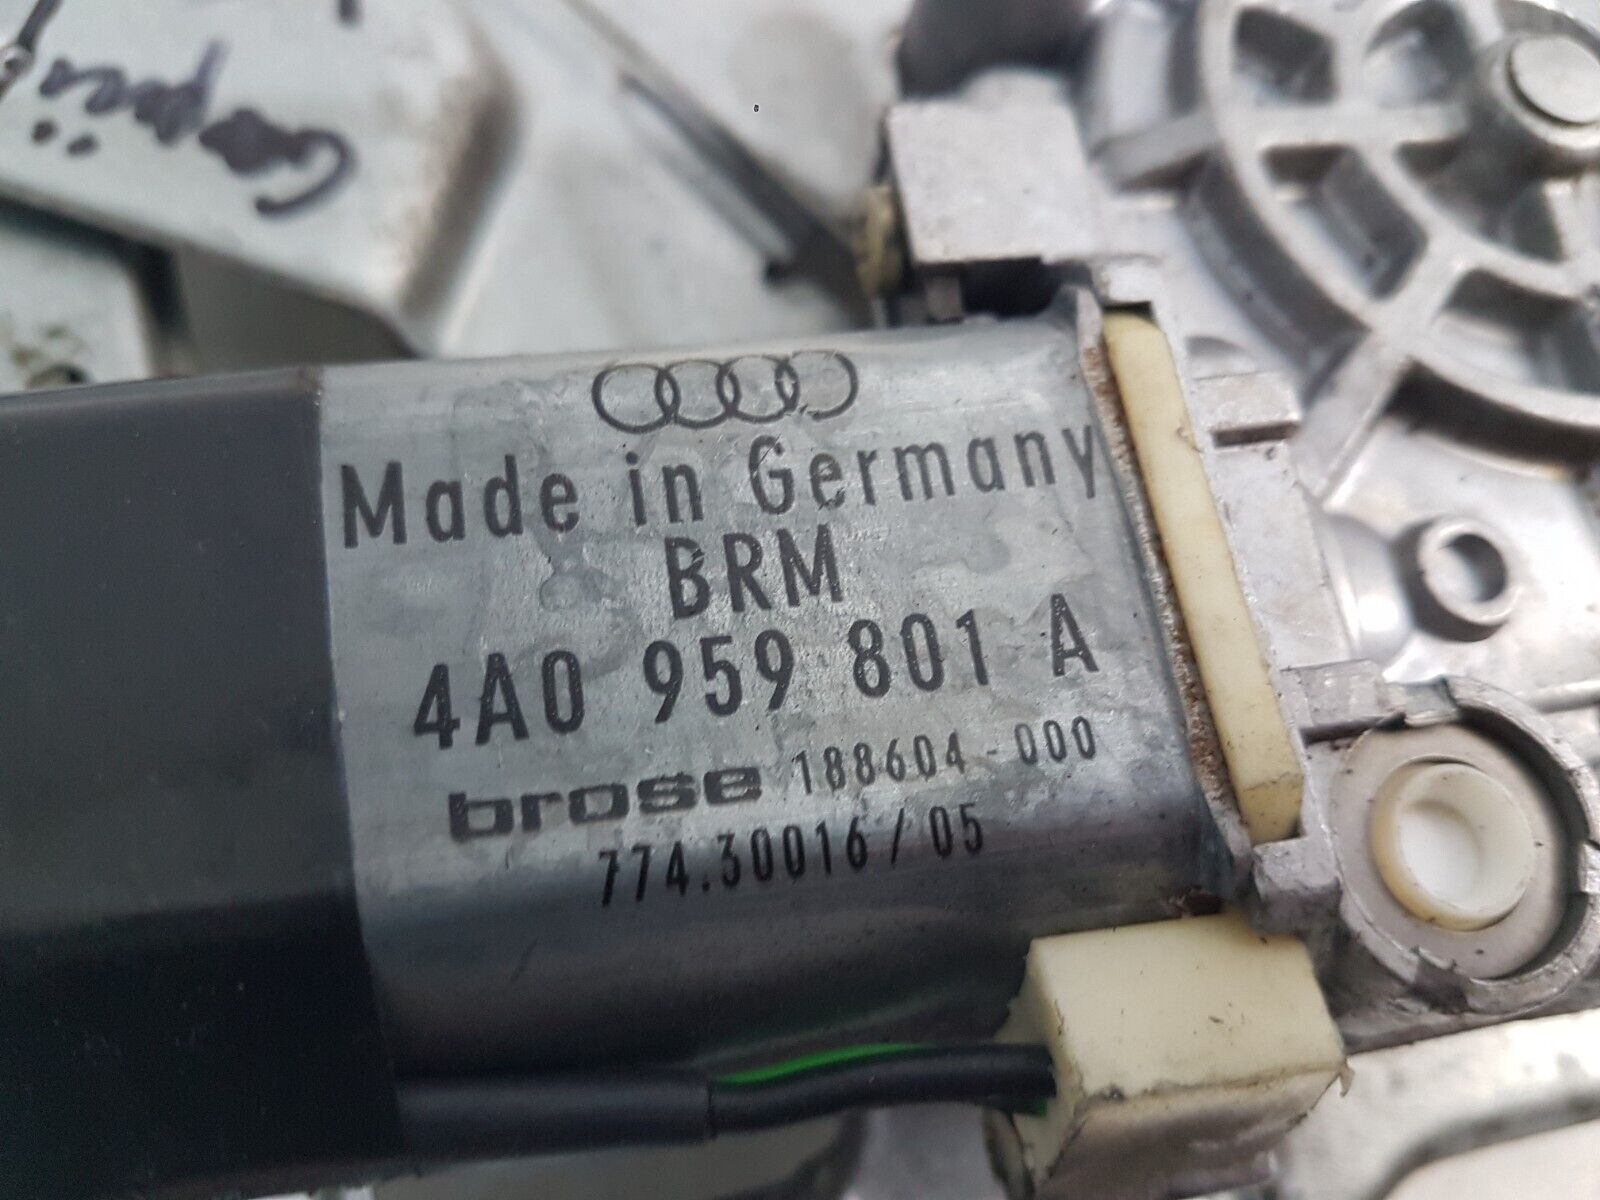 Made in Germany
BRM
4A0 959 801 A
brose 188604-000
774.30016/05